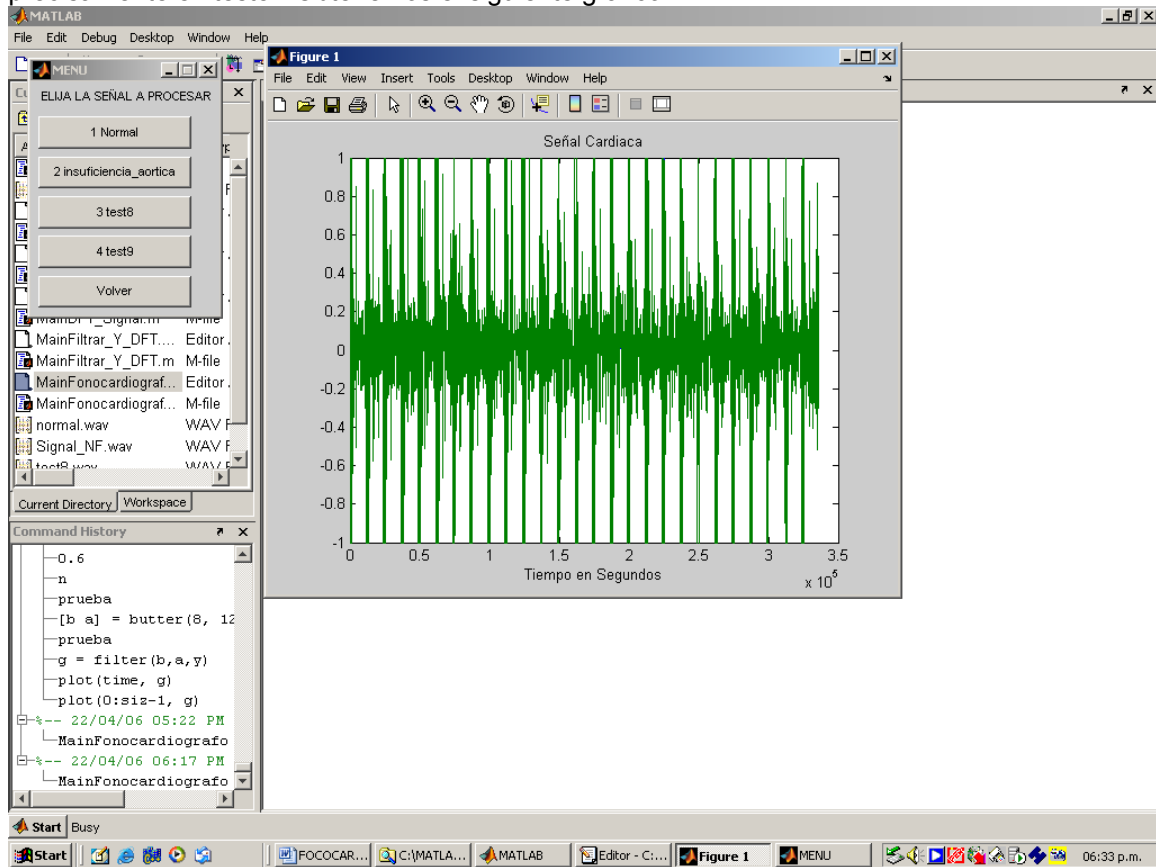 MATLAB
File Edit Debug Desktop Window Help
MENU
ELIJA LA SEÑAL A PROCESAR
1 Normal
2 insuficiencia_aortica
3 test8
4 test9
Volver
MainFiltrar_Y_DFT.... Editor
MainFiltrar_Y_DFT.m M-file
MainFonocardiograf... Editor
MainFonocardiograf... M-file
normal.wav WAV F
Signal_NF.wav WAV F
Current Directory Workspace
Command History
0.6
n
prueba
[b a] = butter(8, 12
prueba
g = filter(b,a,y)
plot(time, g)
plot(0:siz-1, g)
%-- 22/04/06 05:22 PM
MainFonocardiografo
%-- 22/04/06 06:17 PM
MainFonocardiografo
Figure 1
File Edit View Insert Tools Desktop Window Help
Señal Cardiaca
1
0.8
0.6
0.4
0.2
0
-0.2
-0.4
-0.6
-0.8
-1
0 0.5 1 1.5 2 2.5 3 3.5
Tiempo en Segundos
x 10^5
Start Busy
Start FOCOCAR... C:\MATLA... MATLAB Editor - C:... Figure 1 MENU 06:33 p.m.